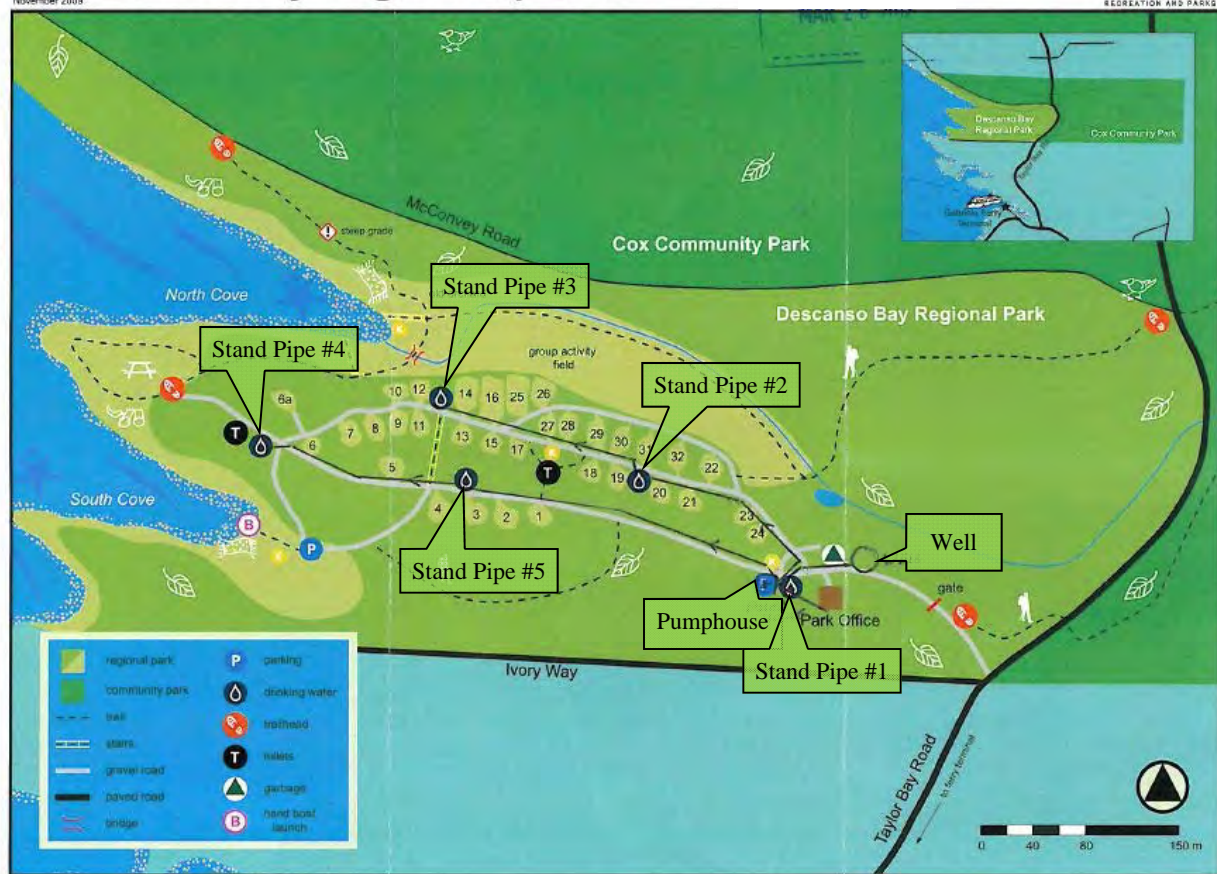 November 2009
RECREATION AND PARKS
Descanso Bay
Regional Park
Cox Community Park
steep grade
McConvey Road
Cox Community Park
North Cove
Stand Pipe #3
Descanso Bay Regional Park
Stand Pipe #4
group activity
field
Stand Pipe #2
6a
10
12
14
16
25
26
7
8
9
11
13
15
17
27
28
29
30
31
32
22
6
5
T
T
18
19
20
21
23
24
South Cove
B
P
4
3
2
1
Stand Pipe #5
Well
gate
Pumphouse
Park Office
Stand Pipe #1
Ivory Way
Taylor Bay Road
to ferry terminal
regional park
community park
trail
stairs
gravel road
paved road
bridge
P
parking
drinking water
trailhead
T
toilets
garbage
B
hand boat
launch
0
40
80
150 m